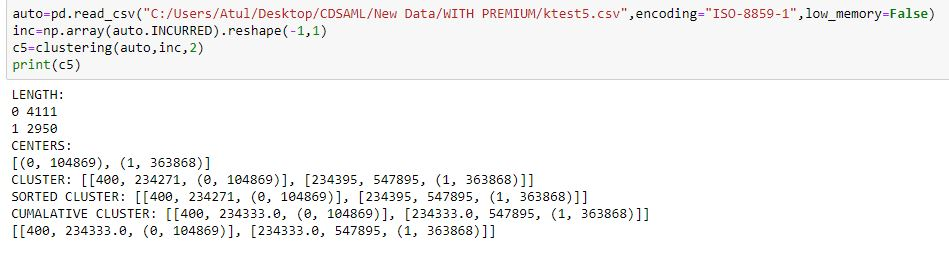 auto=pd.read_csv("C:/Users/Atul/Desktop/CDSAML/New Data/WITH PREMIUM/ktest5.csv",encoding="ISO-8859-1",low_memory=False)
inc=np.array(auto.INCURRED).reshape(-1,1)
c5=clustering(auto,inc,2)
print(c5)
LENGTH:
0 4111
1 2950
CENTERS:
[(0, 104869), (1, 363868)]
CLUSTER: [[400, 234271, (0, 104869)], [234395, 547895, (1, 363868)]]
SORTED CLUSTER: [[400, 234271, (0, 104869)], [234395, 547895, (1, 363868)]]
CUMALATIVE CLUSTER: [[400, 234333.0, (0, 104869)], [234333.0, 547895, (1, 363868)]]
[[400, 234333.0, (0, 104869)], [234333.0, 547895, (1, 363868)]]